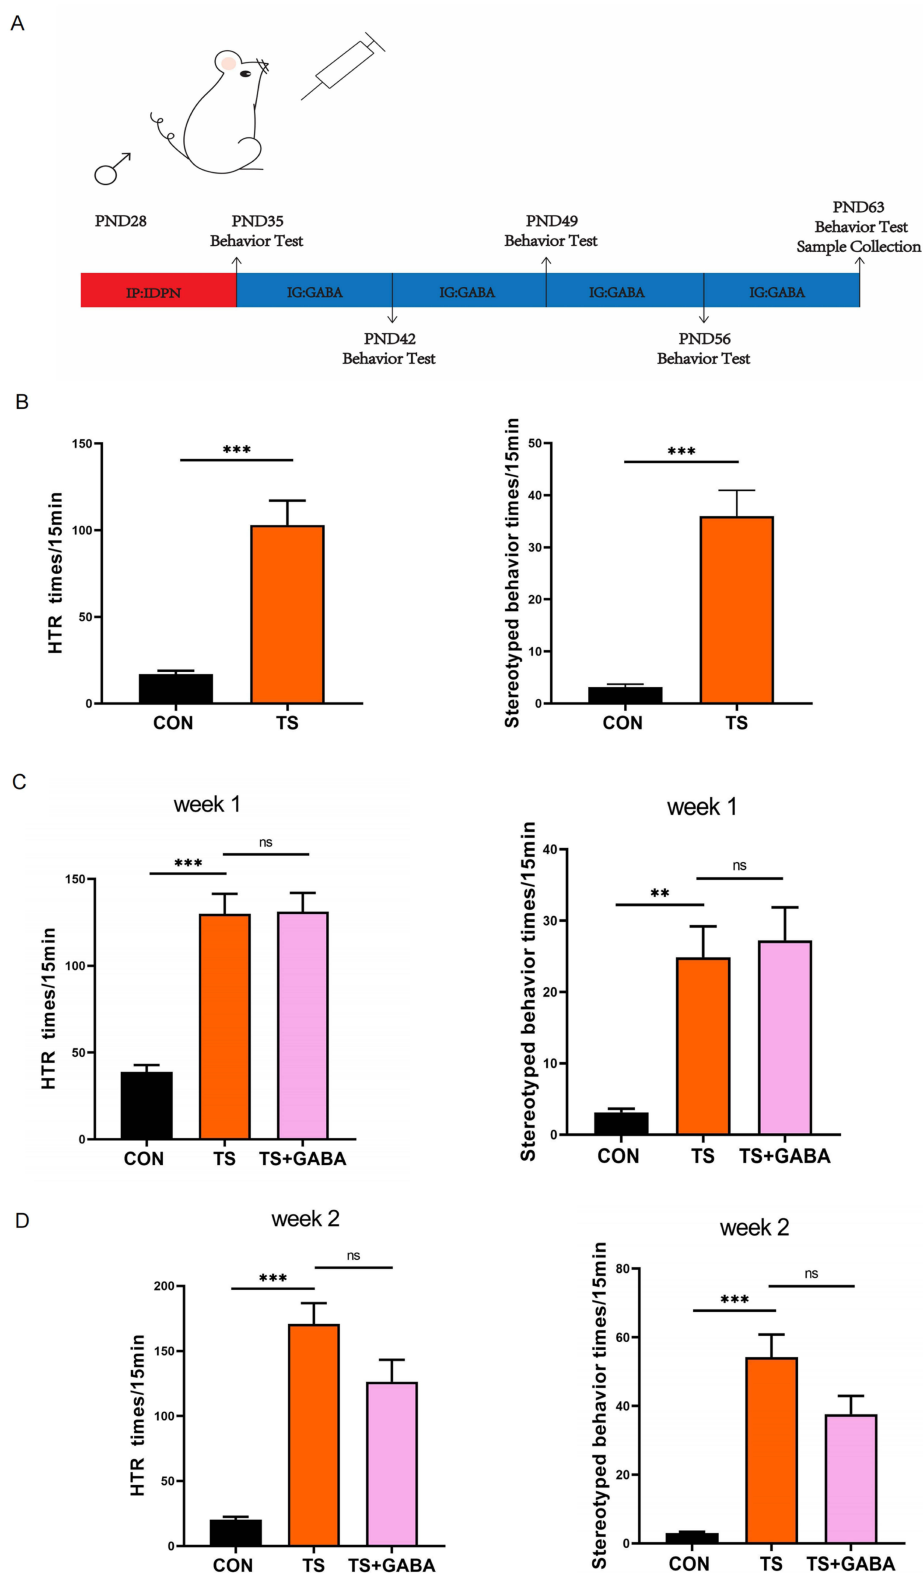 A
PND28
PND35
Behavior Test
PND49
Behavior Test
PND63
Behavior Test
Sample Collection
IP:IDPN
IG:GABA
IG:GABA
IG:GABA
IG:GABA
PND42
Behavior Test
PND56
Behavior Test
B
HTR times/15min
150
100
50
0
***
CON
TS
Stereotyped behavior times/15min
50
40
30
20
10
0
***
CON
TS
C
week 1
HTR times/15min
150
100
50
0
***
ns
CON
TS
TS+GABA
week 1
Stereotyped behavior times/15min
40
30
20
10
0
**
ns
CON
TS
TS+GABA
D
week 2
HTR times/15min
200
150
100
50
0
***
ns
CON
TS
TS+GABA
week 2
Stereotyped behavior times/15min
80
60
40
20
0
***
ns
CON
TS
TS+GABA